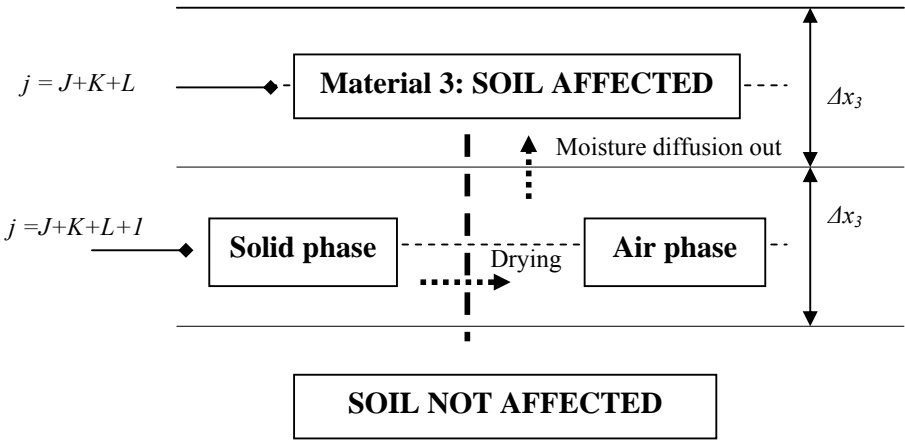 j = J+K+L
Material 3: SOIL AFFECTED
Δx₃
Moisture diffusion out
j =J+K+L+1
Solid phase
Drying
Air phase
Δx₃
SOIL NOT AFFECTED